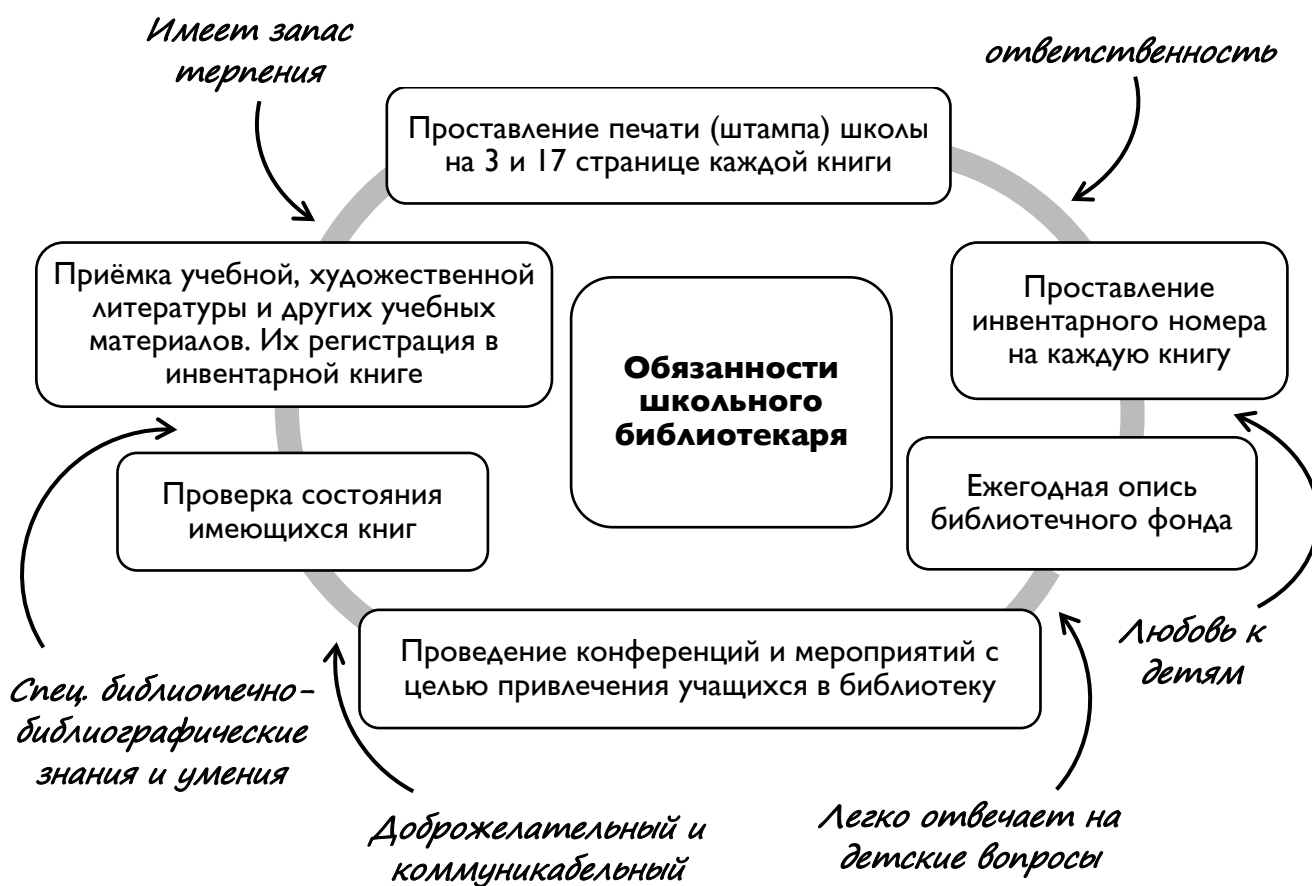 Имеет запас
терпения
ответственность
Проставление печати (штампа) школы
на 3 и 17 странице каждой книги
Приёмка учебной, художественной
литературы и других учебных
материалов. Их регистрация в
инвентарной книге
Обязанности
школьного
библиотекаря
Проставление
инвентарного номера
на каждую книгу
Проверка состояния
имеющихся книг
Ежегодная опись
библиотечного фонда
Проведение конференций и мероприятий с
целью привлечения учащихся в библиотеку
Любовь к
детям
Спец. библиотечно-
библиографические
знания и умения
Доброжелательный и
коммуникабельный
Легко отвечает на
детские вопросы